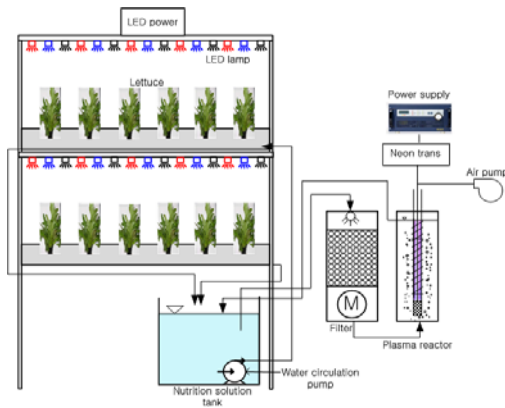 LED power
LED lamp
Lettuce
Power supply
Neon trans
Air pump
M
Filter
Plasma reactor
Water circulation
pump
Nutrition solution
tank